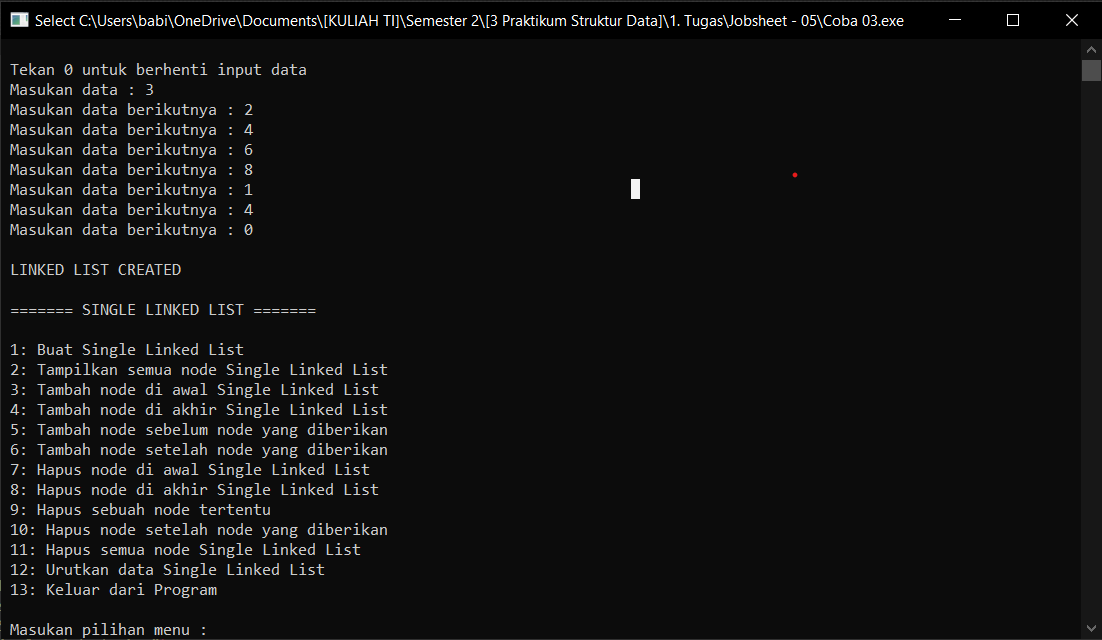 Select C:\Users\babi\OneDrive\Documents\[KULIAH TI]\Semester 2\[3 Praktikum Struktur Data]\1. Tugas\Jobsheet - 05\Coba 03.exe
Tekan 0 untuk berhenti input data
Masukan data : 3
Masukan data berikutnya : 2
Masukan data berikutnya : 4
Masukan data berikutnya : 6
Masukan data berikutnya : 8
Masukan data berikutnya : 1
Masukan data berikutnya : 4
Masukan data berikutnya : 0
LINKED LIST CREATED
======= SINGLE LINKED LIST =======
1: Buat Single Linked List
2: Tampilkan semua node Single Linked List
3: Tambah node di awal Single Linked List
4: Tambah node di akhir Single Linked List
5: Tambah node sebelum node yang diberikan
6: Tambah node setelah node yang diberikan
7: Hapus node di awal Single Linked List
8: Hapus node di akhir Single Linked List
9: Hapus sebuah node tertentu
10: Hapus node setelah node yang diberikan
11: Hapus semua node Single Linked List
12: Urutkan data Single Linked List
13: Keluar dari Program
Masukan pilihan menu :